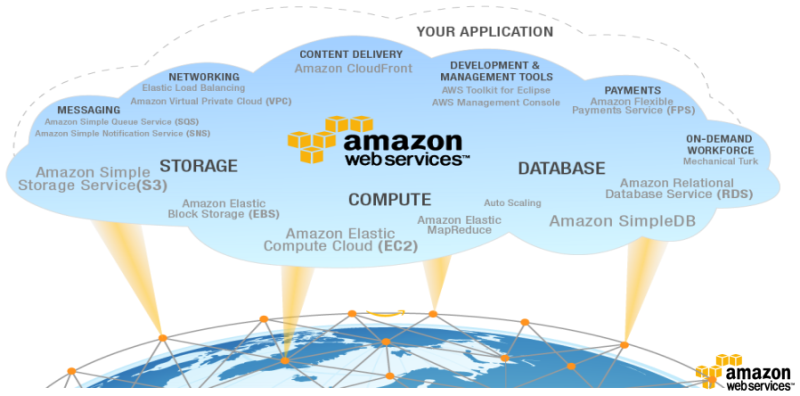 YOUR APPLICATION
CONTENT DELIVERY
Amazon CloudFront
DEVELOPMENT &
MANAGEMENT TOOLS
AWS Toolkit for Eclipse
AWS Management Console
NETWORKING
Elastic Load Balancing
Amazon Virtual Private Cloud (VPC)
PAYMENTS
Amazon Flexible
Payments Service (FPS)
MESSAGING
Amazon Simple Queue Service (SQS)
Amazon Simple Notification Service (SNS)
ON-DEMAND
WORKFORCE
Mechanical Turk
amazon
web services™
STORAGE
Amazon Simple
Storage Service(S3)
Amazon Elastic
Block Storage (EBS)
COMPUTE
Amazon Elastic
Compute Cloud (EC2)
Amazon Elastic
MapReduce
Auto Scaling
DATABASE
Amazon Relational
Database Service (RDS)
Amazon SimpleDB
amazon
web services™